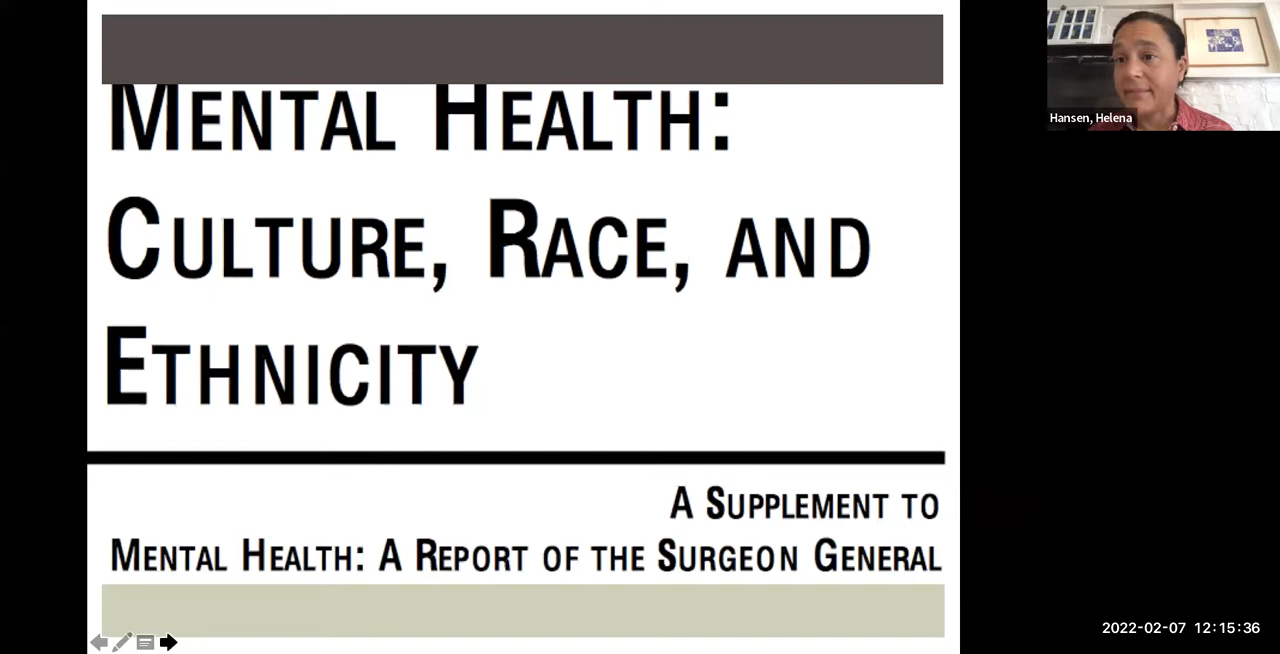 MENTAL HEALTH:
CULTURE, RACE, AND
ETHNICITY
A SUPPLEMENT TO
MENTAL HEALTH: A REPORT OF THE SURGEON GENERAL
Hansen, Helena
2022-02-07 12:15:36